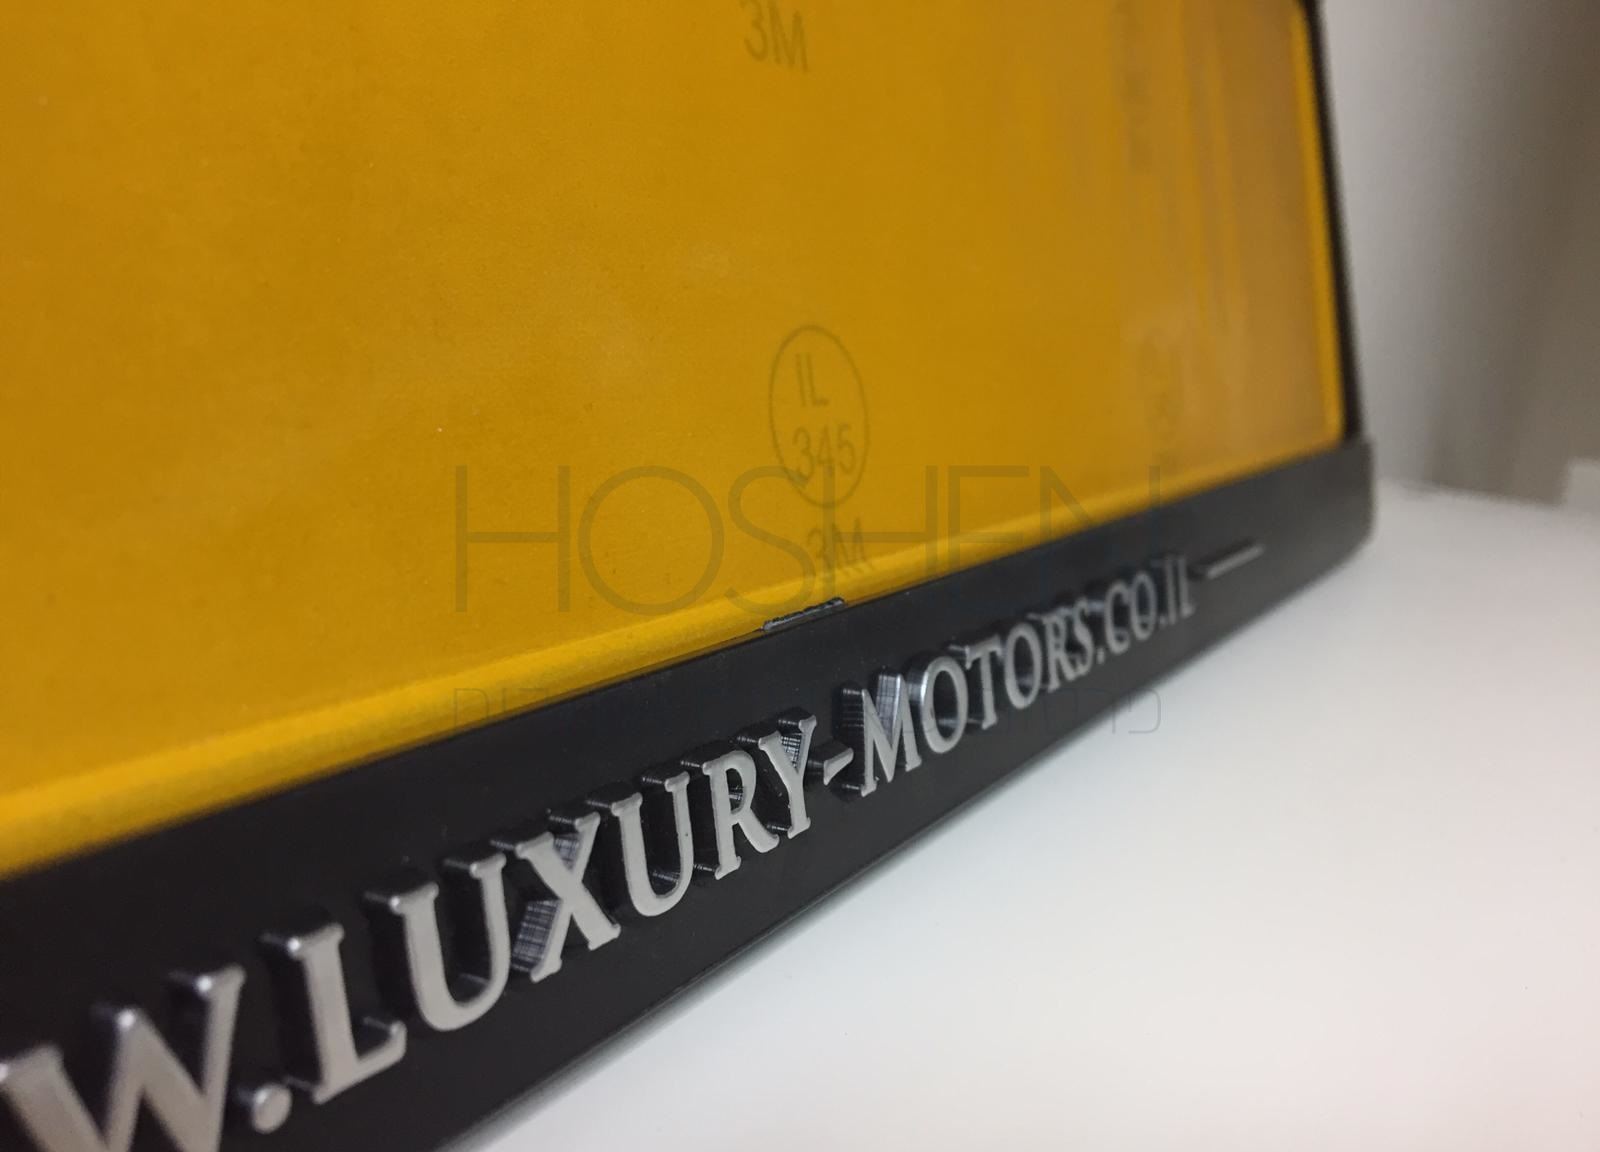 3M
IL
345
3M
HOSHEN
W.LUXURY-MOTORS.CO.IL